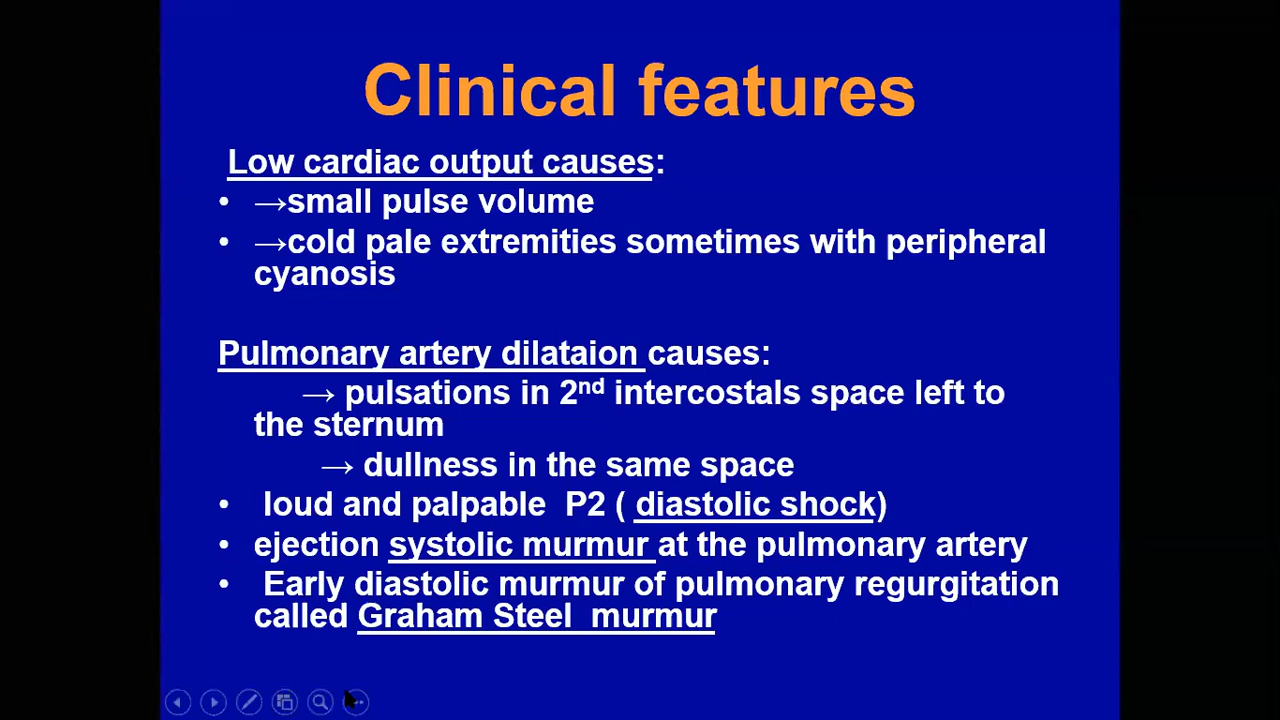 Clinical features
Low cardiac output causes:
• →small pulse volume
• →cold pale extremities sometimes with peripheral
cyanosis
Pulmonary artery dilataion causes:
→ pulsations in 2nd intercostals space left to
the sternum
→ dullness in the same space
• loud and palpable P2 ( diastolic shock)
• ejection systolic murmur at the pulmonary artery
• Early diastolic murmur of pulmonary regurgitation
called Graham Steel murmur